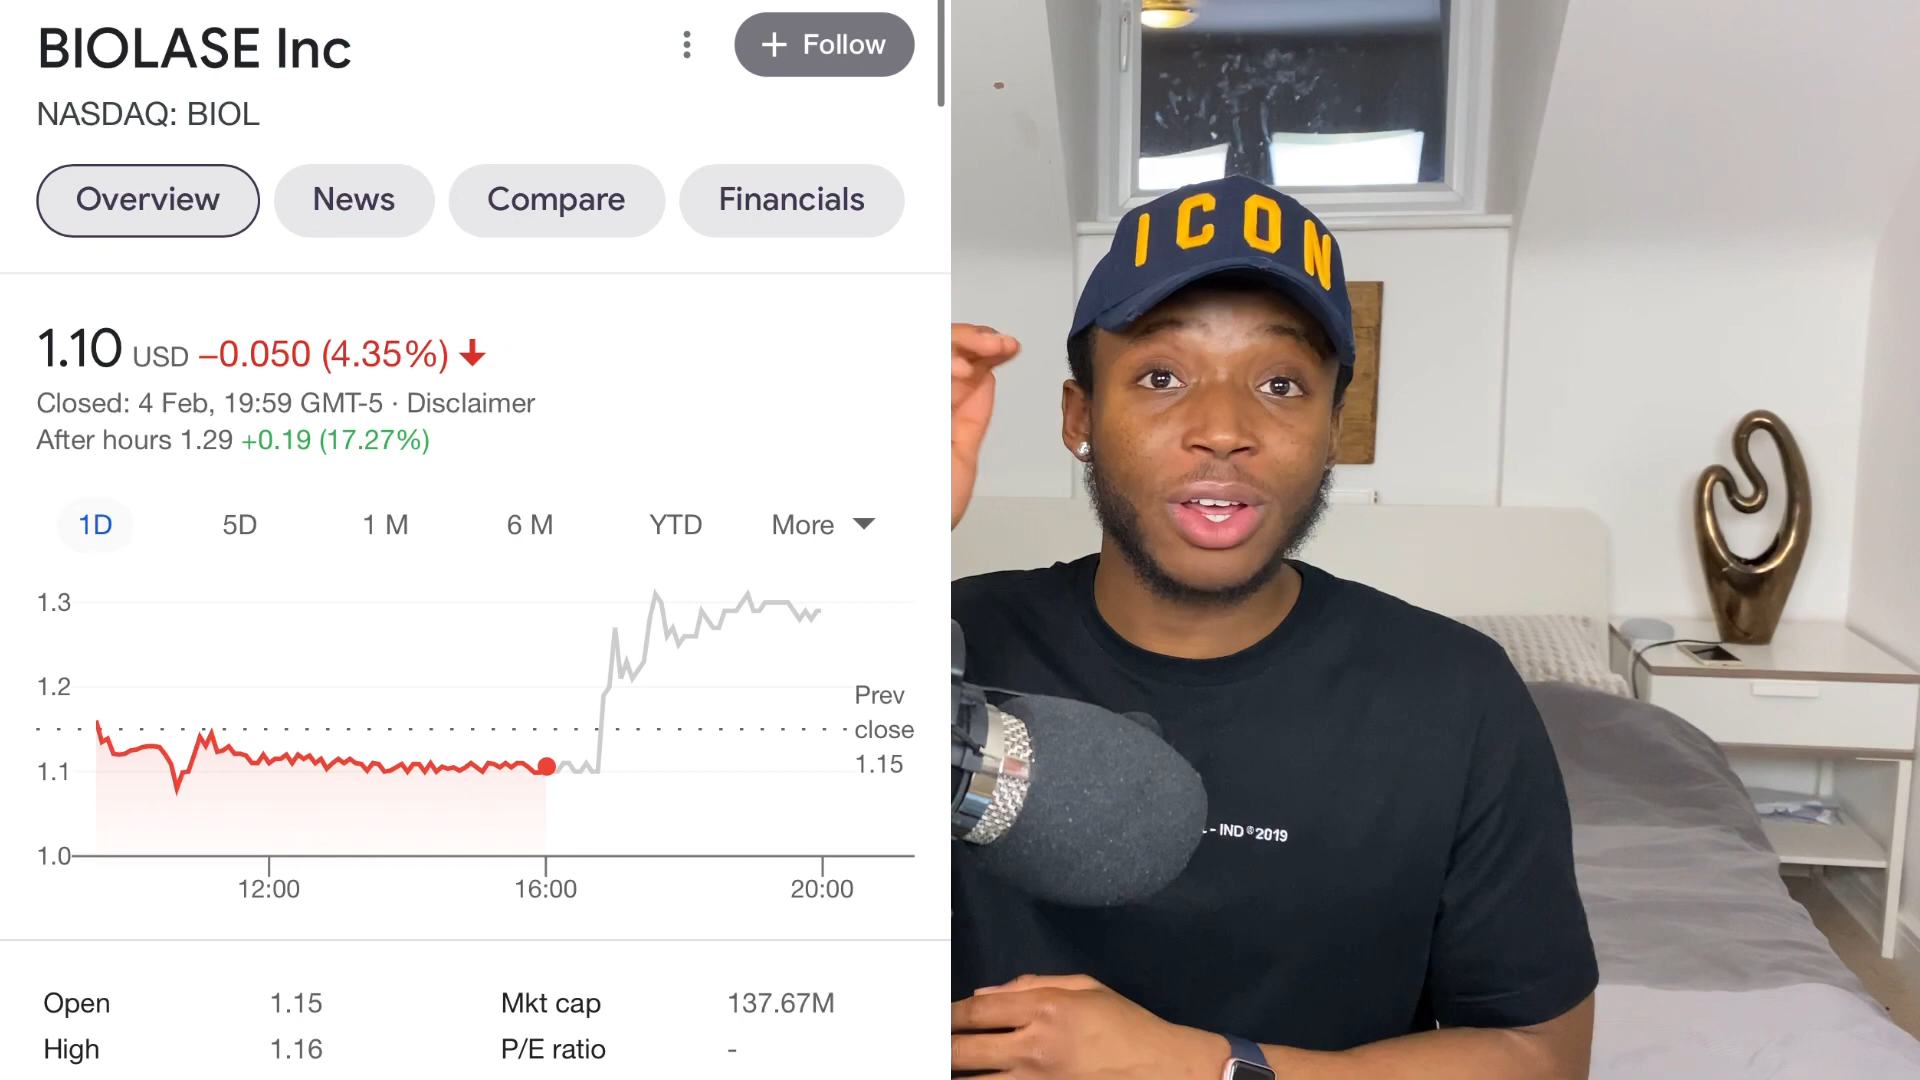 BIOLASE Inc
+ Follow
NASDAQ: BIOL
Overview
News
Compare
Financials
1.10 USD −0.050 (4.35%)
Closed: 4 Feb, 19:59 GMT-5 · Disclaimer
After hours 1.29 +0.19 (17.27%)
1D
5D
1 M
6 M
YTD
More
1.3
1.2
1.1
1.0
Prev
close
1.15
12:00
16:00
20:00
Open 1.15
Mkt cap 137.67M
High 1.16
P/E ratio -
ICON
- IND ® 2019